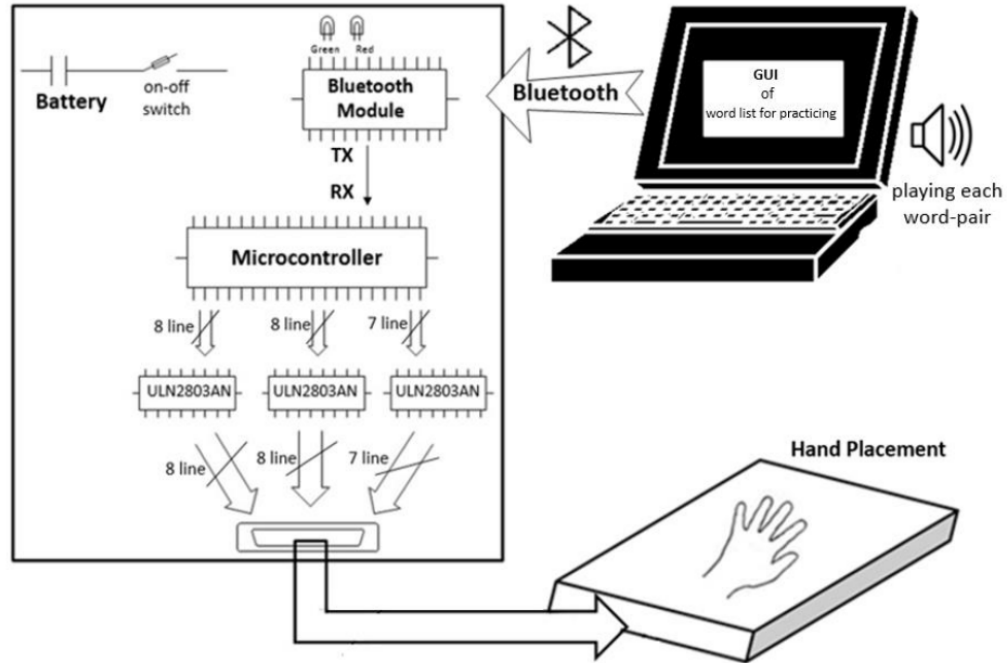 Green Red
Bluetooth
Module
Battery
on-off
switch
Bluetooth
GUI
of
word list for practicing
playing each
word-pair
TX
RX
Microcontroller
8 line
8 line
7 line
ULN2803AN
ULN2803AN
ULN2803AN
8 line
8 line
7 line
Hand Placement